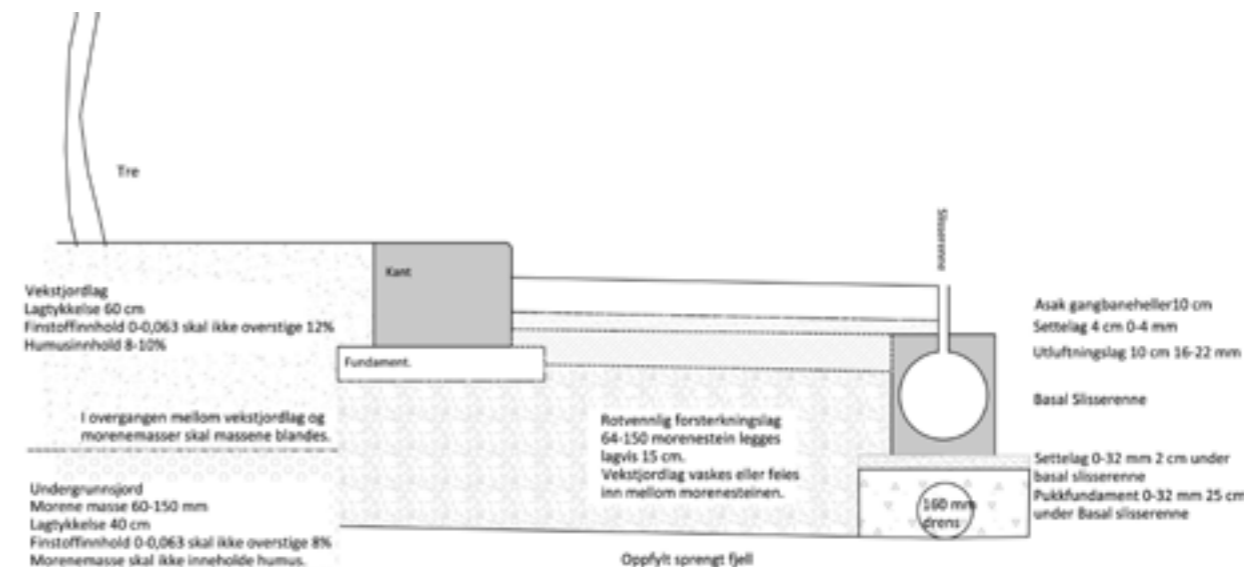 Tre
Slisserenne
Kant
Vekstjordlag
Lagtykkelse 60 cm
Finstoffinnhold 0-0,063 skal ikke overstige 12%
Humusinnhold 8-10%
Fundament.
I overgangen mellom vekstjordlag og
morenemasser skal massene blandes.
Undergrunnsjord
Morene masse 60-150 mm
Lagtykkelse 40 cm
Finstoffinnhold 0-0,063 skal ikke overstige 8%
Morenemasse skal ikke inneholde humus.
Rotvennlig forsterkningslag
64-150 morenestein legges
lagvis 15 cm.
Vekstjordlag vaskes eller feies
inn mellom morenesteinen.
Oppfylt sprengt fjell
160 mm
drens
Asak gangbaneheller10 cm
Settelag 4 cm 0-4 mm
Utluftningslag 10 cm 16-22 mm
Basal Slisserenne
Settelag 0-32 mm 2 cm under
basal slisserenne
Pukkfundament 0-32 mm 25 cm
under Basal slisserenne